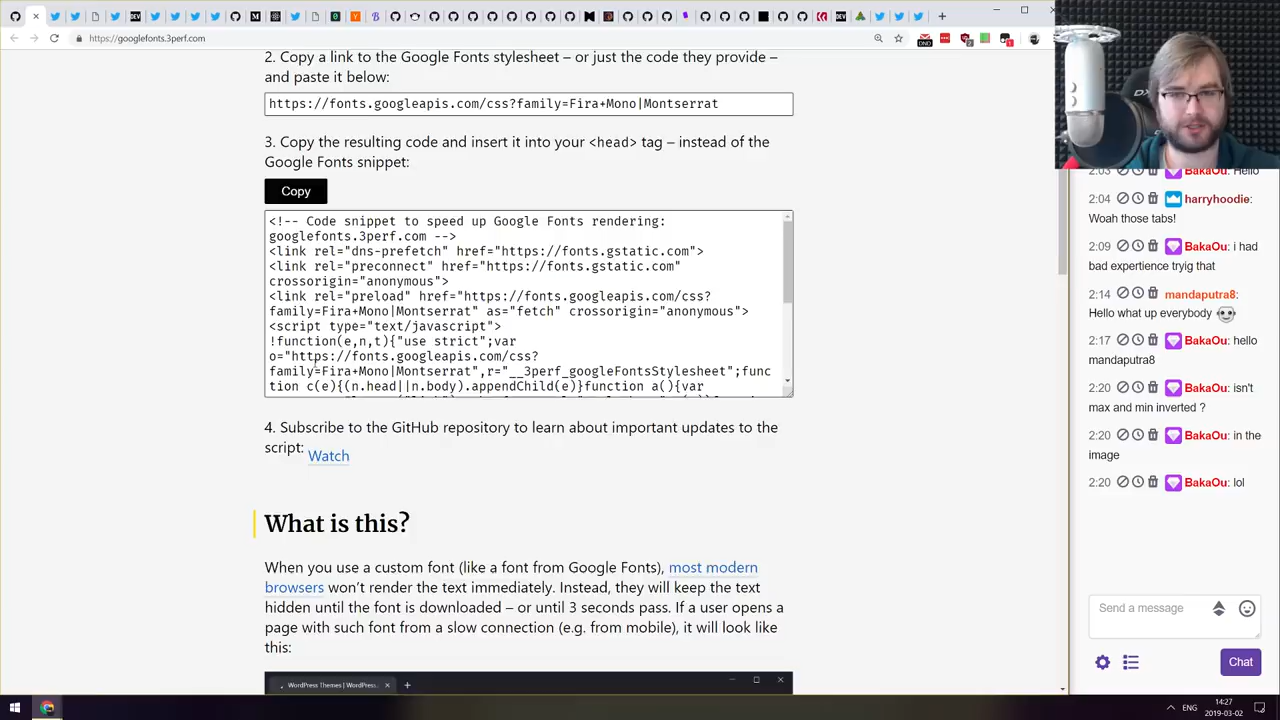 https://googlefonts.3perf.com
2. Copy a link to the Google Fonts stylesheet – or just the code they provide –
and paste it below:
https://fonts.googleapis.com/css?family=Fira+Mono|Montserrat
3. Copy the resulting code and insert it into your <head> tag – instead of the
Google Fonts snippet:
Copy
<!-- Code snippet to speed up Google Fonts rendering:
googlefonts.3perf.com -->
<link rel="dns-prefetch" href="https://fonts.gstatic.com">
<link rel="preconnect" href="https://fonts.gstatic.com"
crossorigin="anonymous">
<link rel="preload" href="https://fonts.googleapis.com/css?
family=Fira+Mono|Montserrat" as="fetch" crossorigin="anonymous">
<script type="text/javascript">
!function(e,n,t){"use strict";var
o="https://fonts.googleapis.com/css?
family=Fira+Mono|Montserrat",r="__3perf_googleFontsStylesheet";func
tion c(e){(n.head||n.body).appendChild(e)}function a(){var
4. Subscribe to the GitHub repository to learn about important updates to the
script: Watch
What is this?
When you use a custom font (like a font from Google Fonts), most modern
browsers won't render the text immediately. Instead, they will keep the text
hidden until the font is downloaded – or until 3 seconds pass. If a user opens a
page with such font from a slow connection (e.g. from mobile), it will look like
this:
WordPress Themes | WordPress
2:03 BakaOu: Hello
2:04 harryhoodie:
Woah those tabs!
2:09 BakaOu: i had
bad expertience tryig that
2:14 mandaputra8:
Hello what up everybody
2:17 BakaOu: hello
mandaputra8
2:20 BakaOu: isn't
max and min inverted ?
2:20 BakaOu: in the
image
2:20 BakaOu: lol
Send a message
Chat
ENG
14:27
2019-03-02